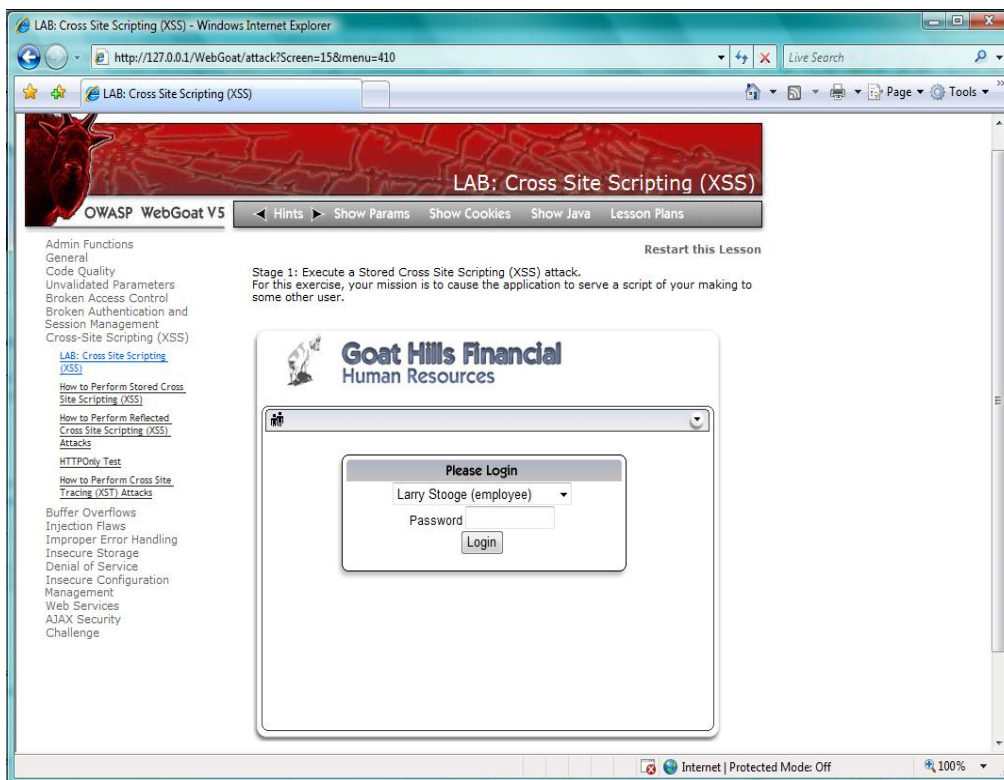 LAB: Cross Site Scripting (XSS) - Windows Internet Explorer
http://127.0.0.1/WebGoat/attack?Screen=15&menu=410
Live Search
LAB: Cross Site Scripting (XSS)
Page
Tools
LAB: Cross Site Scripting (XSS)
OWASP WebGoat V5
Hints
Show Params
Show Cookies
Show Java
Lesson Plans
Restart this Lesson
Admin Functions
General
Code Quality
Unvalidated Parameters
Broken Access Control
Broken Authentication and
Session Management
Cross-Site Scripting (XSS)
LAB: Cross Site Scripting
(XSS)
How to Perform Stored Cross
Site Scripting (XSS)
How to Perform Reflected
Cross Site Scripting (XSS)
Attacks
HTTPOnly Test
How to Perform Cross Site
Tracing (XST) Attacks
Buffer Overflows
Injection Flaws
Improper Error Handling
Insecure Storage
Denial of Service
Insecure Configuration
Management
Web Services
AJAX Security
Challenge
Stage 1: Execute a Stored Cross Site Scripting (XSS) attack.
For this exercise, your mission is to cause the application to serve a script of your making to
some other user.
Goat Hills Financial
Human Resources
Please Login
Larry Stooge (employee)
Password
Login
Internet | Protected Mode: Off
100%